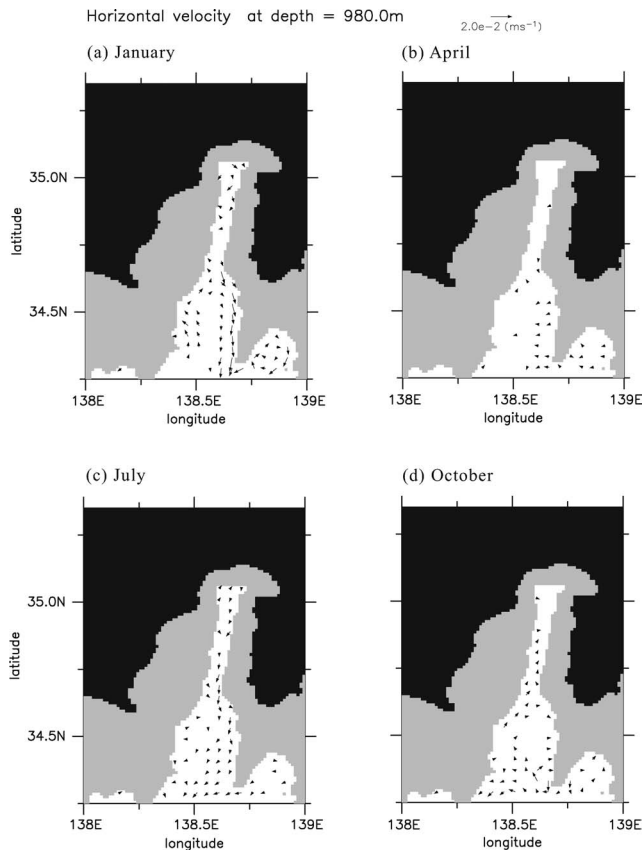 Horizontal velocity at depth = 980.0m
2.0e-2 (ms⁻¹)
(a) January
(b) April
35.0N
latitude
34.5N
latitude
138E 138.5E 139E
longitude
138E 138.5E 139E
longitude
(c) July
(d) October
35.0N
latitude
34.5N
latitude
138E 138.5E 139E
longitude
138E 138.5E 139E
longitude